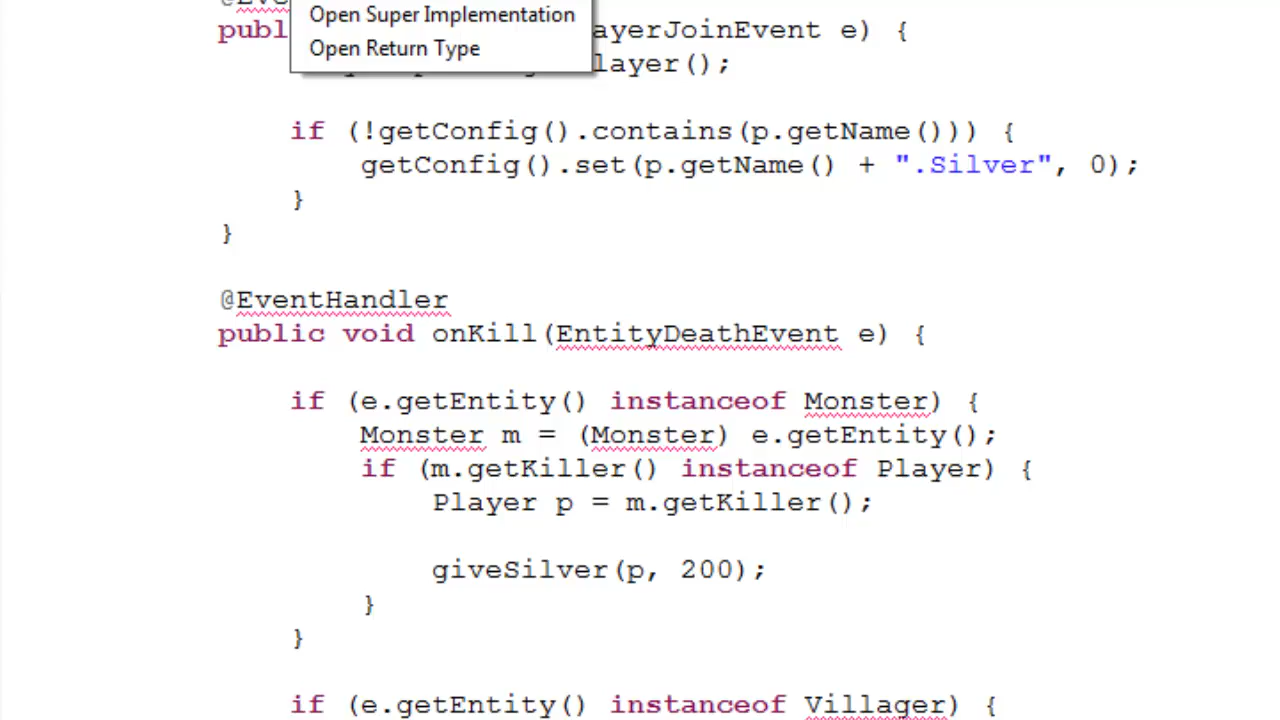 @Eve
Open Super Implementation
publ ayerJoinEvent e) {
Open Return Type
layer();
if (!getConfig().contains(p.getName())) {
getConfig().set(p.getName() + ".Silver", 0);
}
}
@EventHandler
public void onKill(EntityDeathEvent e) {
if (e.getEntity() instanceof Monster) {
Monster m = (Monster) e.getEntity();
if (m.getKiller() instanceof Player) {
Player p = m.getKiller();
giveSilver(p, 200);
}
}
if (e.getEntity() instanceof Villager) {